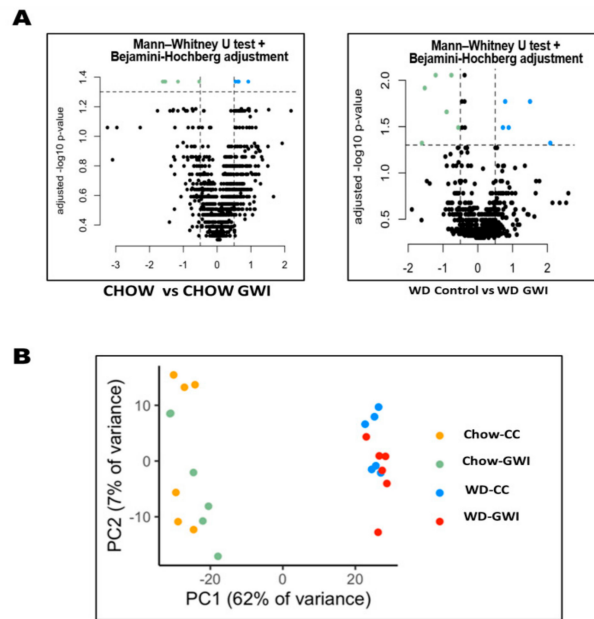 A
Mann–Whitney U test +
Bejamini-Hochberg adjustment
adjusted -log10 p-value
1.4
1.2
1.0
0.8
0.6
0.4
-3
-2
-1
0
1
2
CHOW vs CHOW GWI
Mann–Whitney U test +
Bejamini-Hochberg adjustment
adjusted -log10 p-value
2.0
1.5
1.0
0.5
-2
-1
0
1
2
WD Control vs WD GWI
B
PC2 (7% of variance)
10
0
-10
-20
0
20
PC1 (62% of variance)
Chow-CC
Chow-GWI
WD-CC
WD-GWI